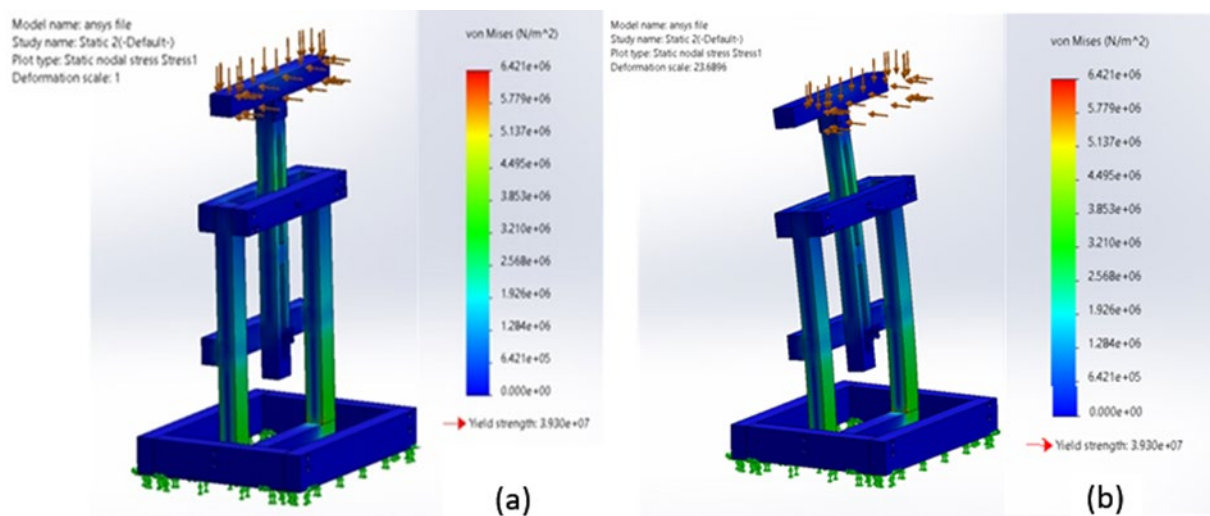 Model name: ansys file
Study name: Static 2(-Default-)
Plot type: Static nodal stress Stress1
Deformation scale: 1
von Mises (N/m^2)
6.421e+06
5.779e+06
5.137e+06
4.495e+06
3.853e+06
3.210e+06
2.568e+06
1.926e+06
1.284e+06
6.421e+05
0.000e+00
Yield strength: 3.930e+07
(a)
Model name: ansys file
Study name: Static 2(-Default-)
Plot type: Static nodal stress Stress1
Deformation scale: 23.6896
von Mises (N/m^2)
6.421e+06
5.779e+06
5.137e+06
4.495e+06
3.853e+06
3.210e+06
2.568e+06
1.926e+06
1.284e+06
6.421e+05
0.000e+00
Yield strength: 3.930e+07
(b)